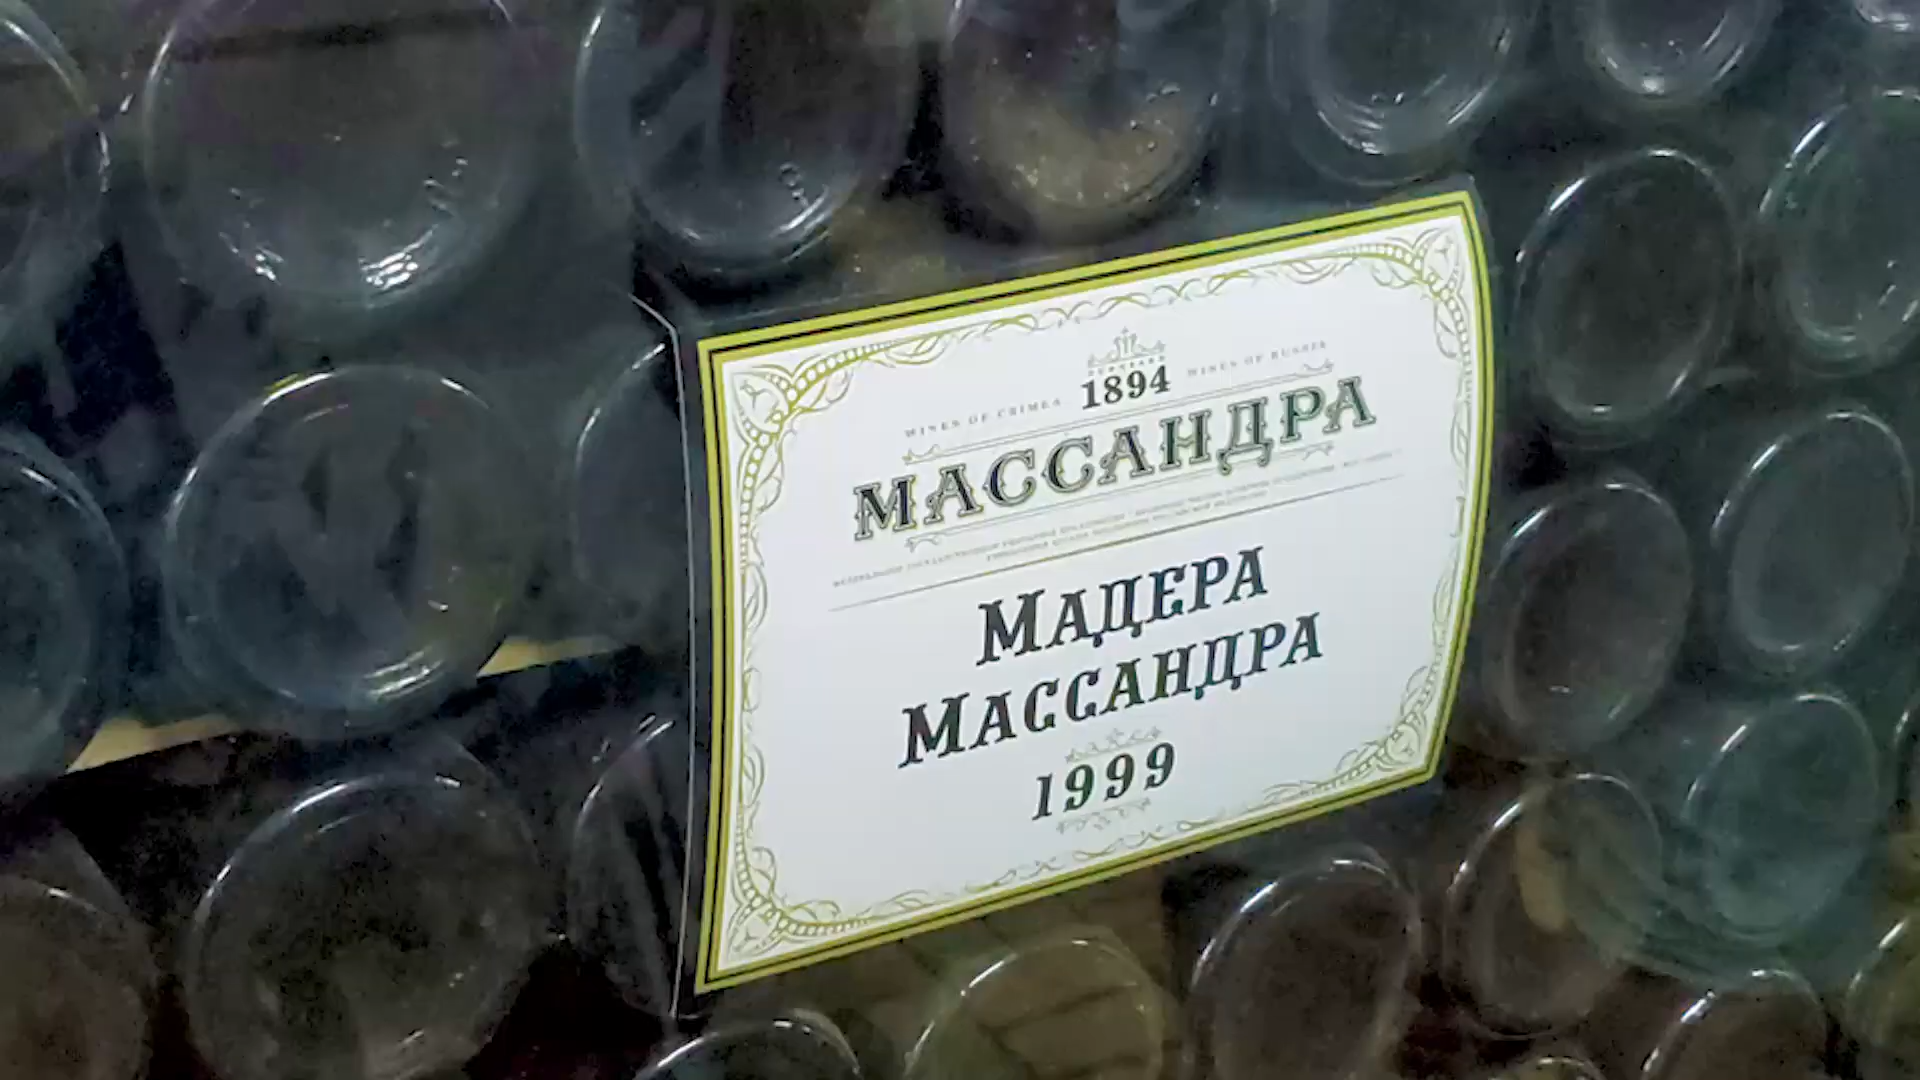 1894
WINES OF CRIMEA
WINES OF RUSSIA
МАССАНДРА
МАДЕРА
МАССАНДРА
1999